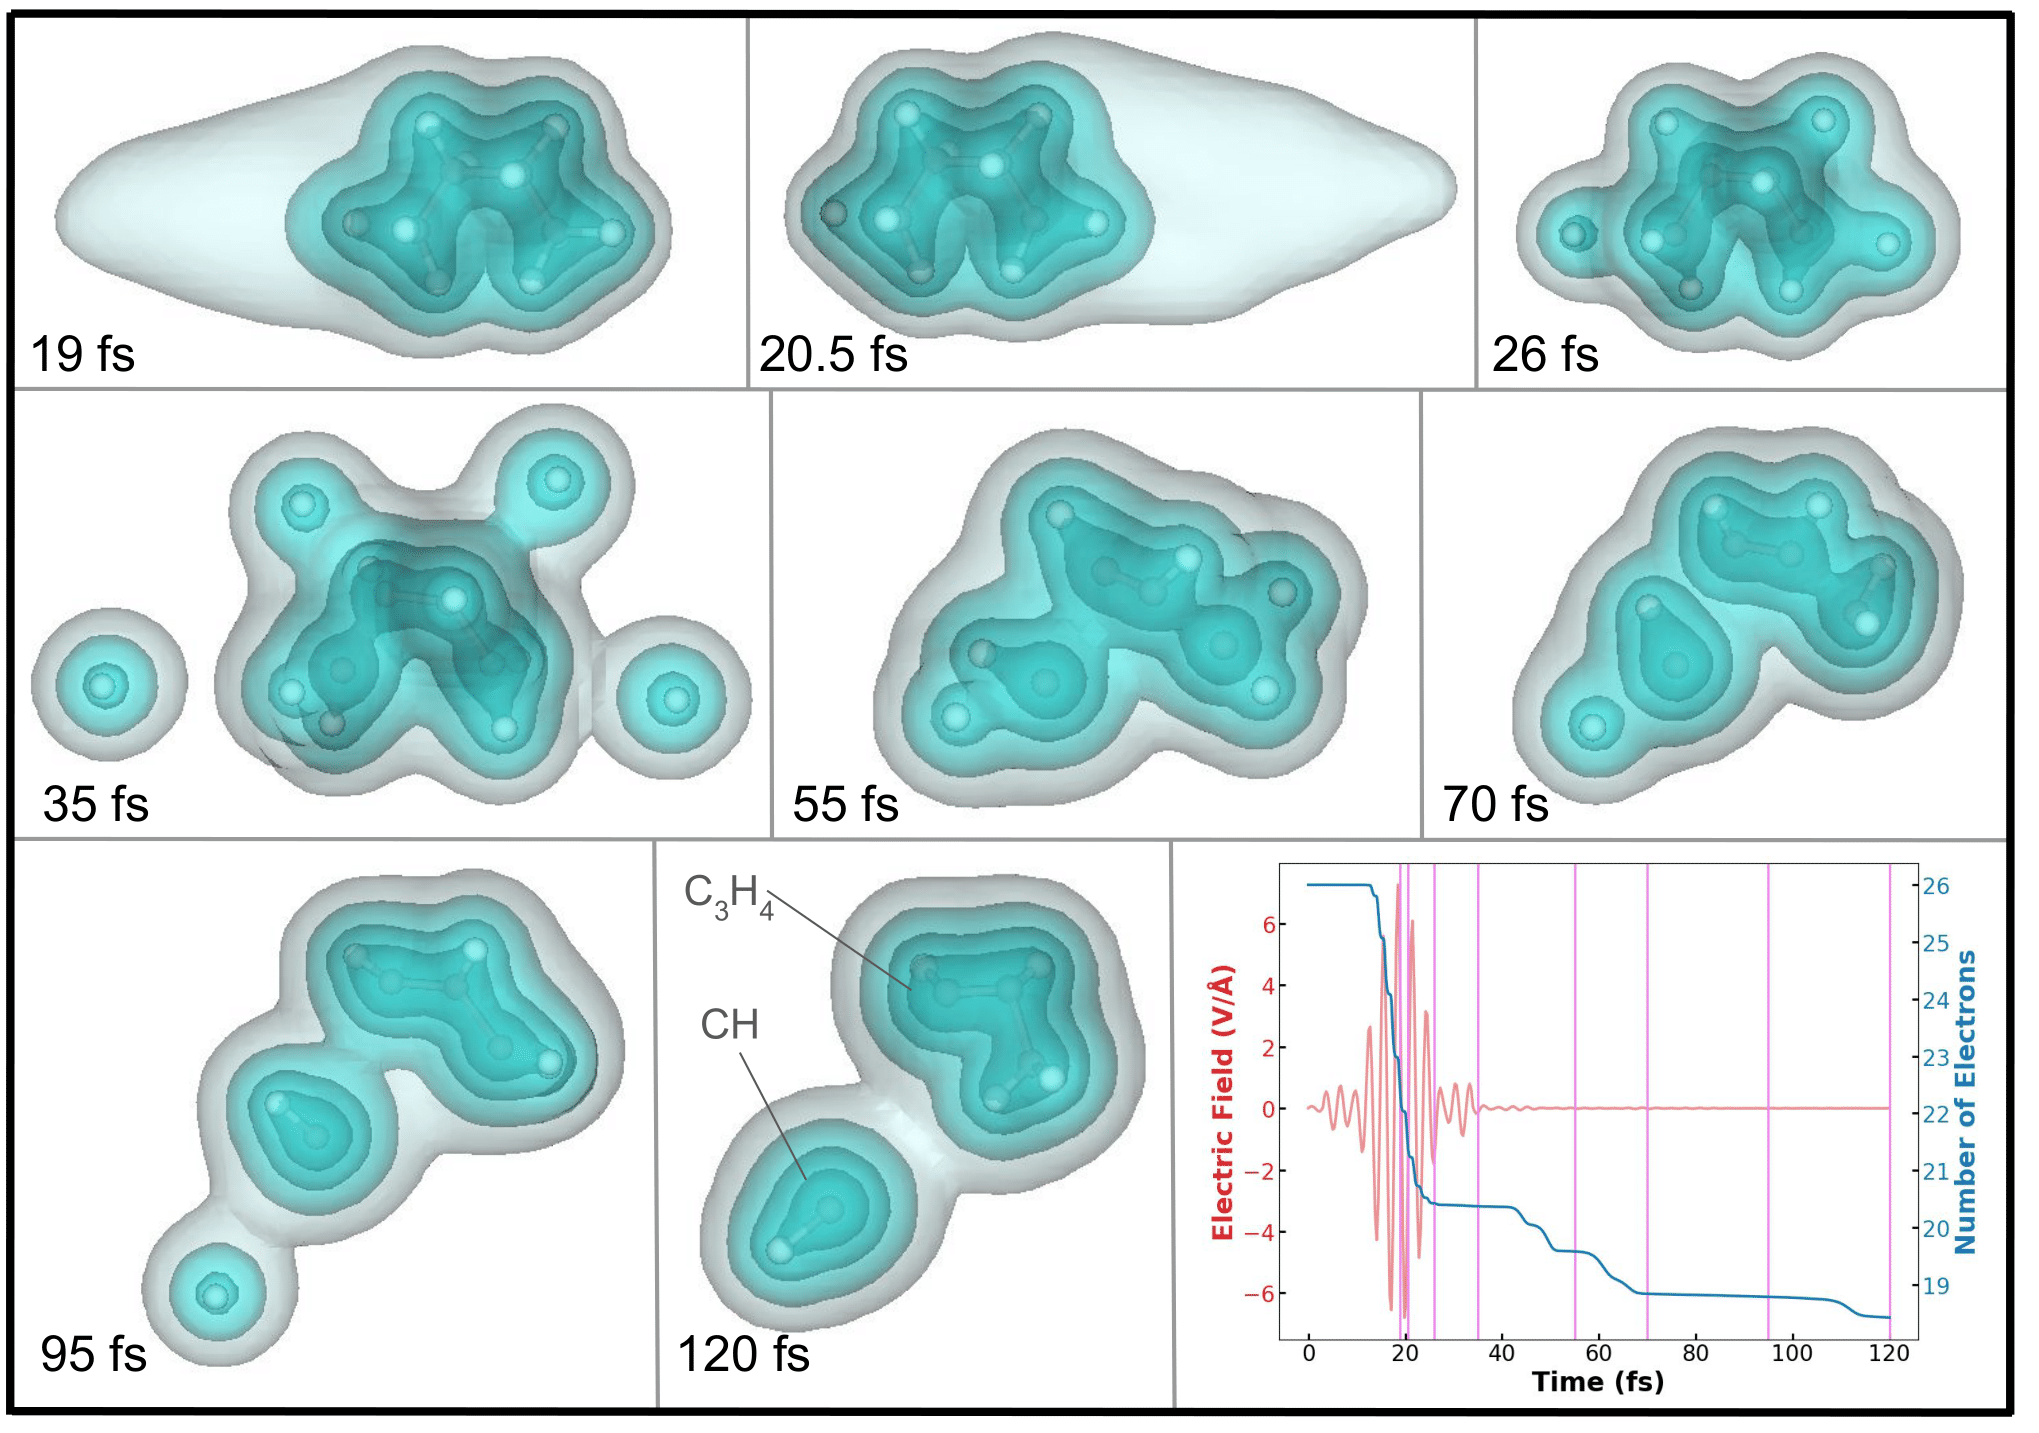 19 fs
20.5 fs
26 fs
35 fs
55 fs
70 fs
95 fs
C₃H₄
CH
120 fs
Electric Field (V/Å)
6
4
2
0
−2
−4
−6
26
25
24
23
22
21
20
19
Number of Electrons
0 20 40 60 80 100 120
Time (fs)